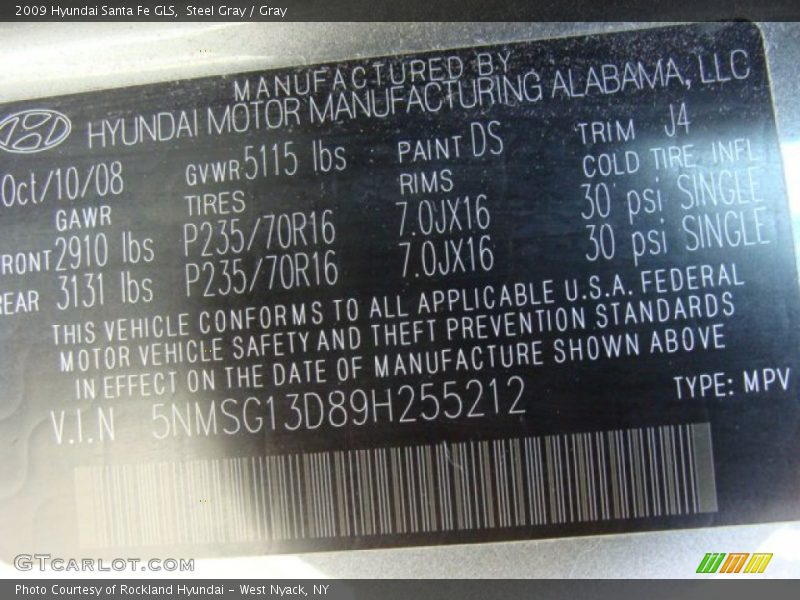 2009 Hyundai Santa Fe GLS, Steel Gray / Gray
MANUFACTURED BY
HYUNDAI MOTOR MANUFACTURING ALABAMA, LLC
Oct/10/08 GVWR 5115 lbs PAINT DS TRIM J4
GAWR TIRES RIMS COLD TIRE INFL
FRONT 2910 lbs P235/70R16 7.0JX16 30 psi SINGLE
REAR 3131 lbs P235/70R16 7.0JX16 30 psi SINGLE
THIS VEHICLE CONFORMS TO ALL APPLICABLE U.S.A. FEDERAL
MOTOR VEHICLE SAFETY AND THEFT PREVENTION STANDARDS
IN EFFECT ON THE DATE OF MANUFACTURE SHOWN ABOVE
V.I.N 5NMSG13D89H255212 TYPE: MPV
GTcarlot.com
Photo Courtesy of Rockland Hyundai - West Nyack, NY